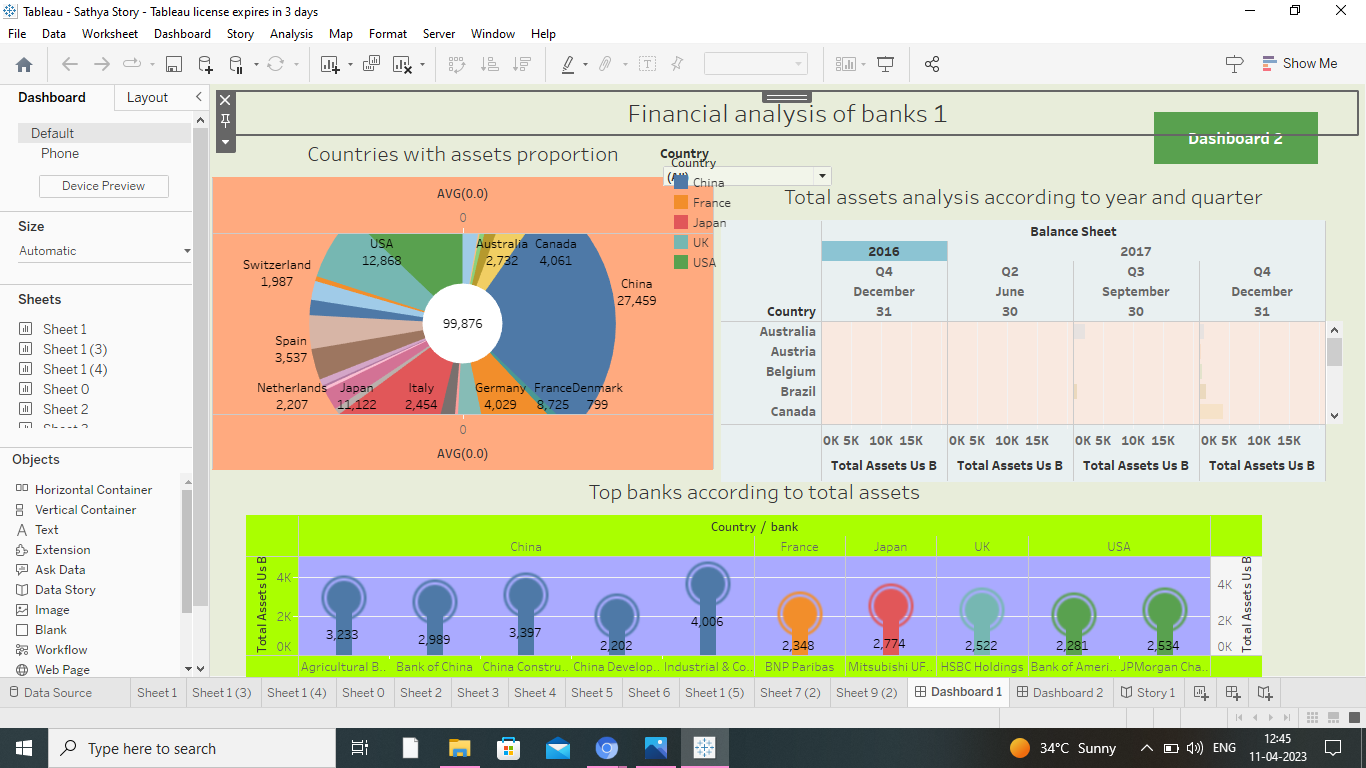 Tableau - Sathya Story - Tableau license expires in 3 days
File Data Worksheet Dashboard Story Analysis Map Format Server Window Help
Show Me
Dashboard Layout
Default
Phone
Device Preview
Size
Automatic
Sheets
Sheet 1
Sheet 1 (3)
Sheet 1 (4)
Sheet 0
Sheet 2
Objects
Horizontal Container
Vertical Container
Text
Extension
Ask Data
Data Story
Image
Blank
Workflow
Web Page
Financial analysis of banks 1
Dashboard 2
Countries with assets proportion
Country
Country
China
France
Japan
UK
USA
AVG(0.0)
0
USA
12,868
Australia
2,732
Canada
4,061
Switzerland
1,987
China
27,459
99,876
Spain
3,537
Netherlands
2,207
Japan
11,122
Italy
2,454
Germany
4,029
France
8,725
Denmark
799
0
AVG(0.0)
Total assets analysis according to year and quarter
Balance Sheet
2016 2017
Q4 Q2 Q3 Q4
December June September December
Country 31 30 30 31
Australia
Austria
Belgium
Brazil
Canada
0K 5K 10K 15K 0K 5K 10K 15K 0K 5K 10K 15K 0K 5K 10K 15K
Total Assets Us B Total Assets Us B Total Assets Us B Total Assets Us B
Top banks according to total assets
Country / bank
China France Japan UK USA
Total Assets Us B
4K
2K
0K
3,233 2,989 3,397 2,202 4,006 2,348 2,774 2,522 2,281 2,534
4K
2K
0K
Total Assets Us B
Agricultural B.. Bank of China China Constru.. China Develop.. Industrial & Co.. BNP Paribas Mitsubishi UF.. HSBC Holdings Bank of Ameri.. JPMorgan Cha..
Data Source Sheet 1 Sheet 1 (3) Sheet 1 (4) Sheet 0 Sheet 2 Sheet 3 Sheet 4 Sheet 5 Sheet 6 Sheet 1 (5) Sheet 7 (2) Sheet 9 (2) Dashboard 1 Dashboard 2 Story 1
Type here to search
34°C Sunny
ENG
12:45
11-04-2023